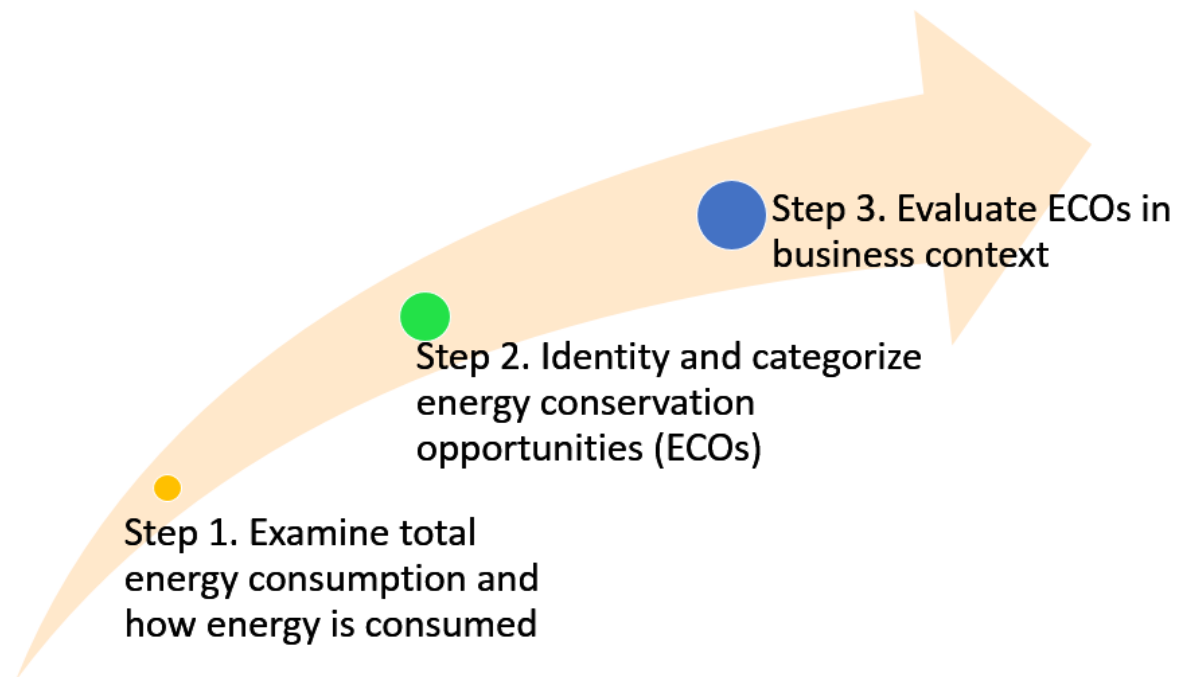 Step 1. Examine total
energy consumption and
how energy is consumed
Step 2. Identity and categorize
energy conservation
opportunities (ECOs)
Step 3. Evaluate ECOs in
business context